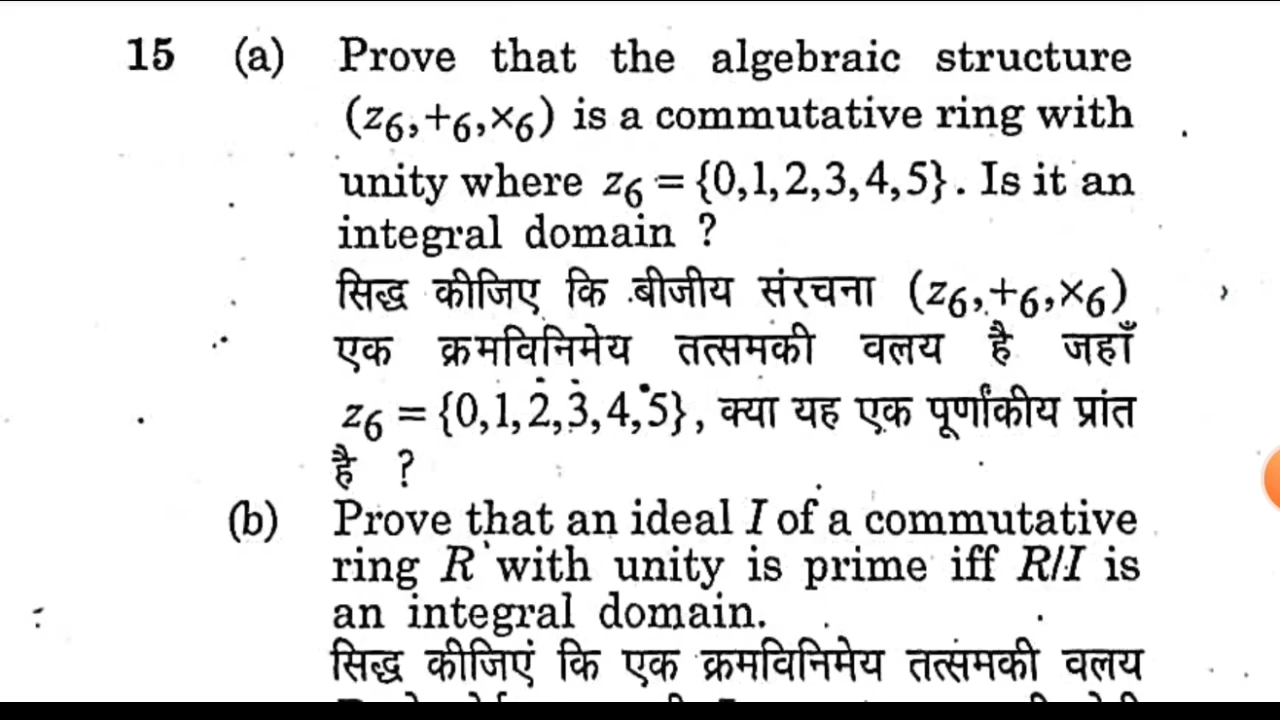 15 (a) Prove that the algebraic structure
(z₆,+₆,×₆) is a commutative ring with
unity where z₆ = {0,1,2,3,4,5}. Is it an
integral domain ?
सिद्ध कीजिए कि बीजीय संरचना (z₆,+₆,×₆)
एक क्रमविनिमेय तत्समकी वलय है जहाँ
z₆ = {0,1,2,3,4,5}, क्या यह एक पूर्णांकीय प्रांत
है ?
(b) Prove that an ideal I of a commutative
ring R with unity is prime iff R/I is
an integral domain.
सिद्ध कीजिएं कि एक क्रमविनिमेय तत्समकी वलय